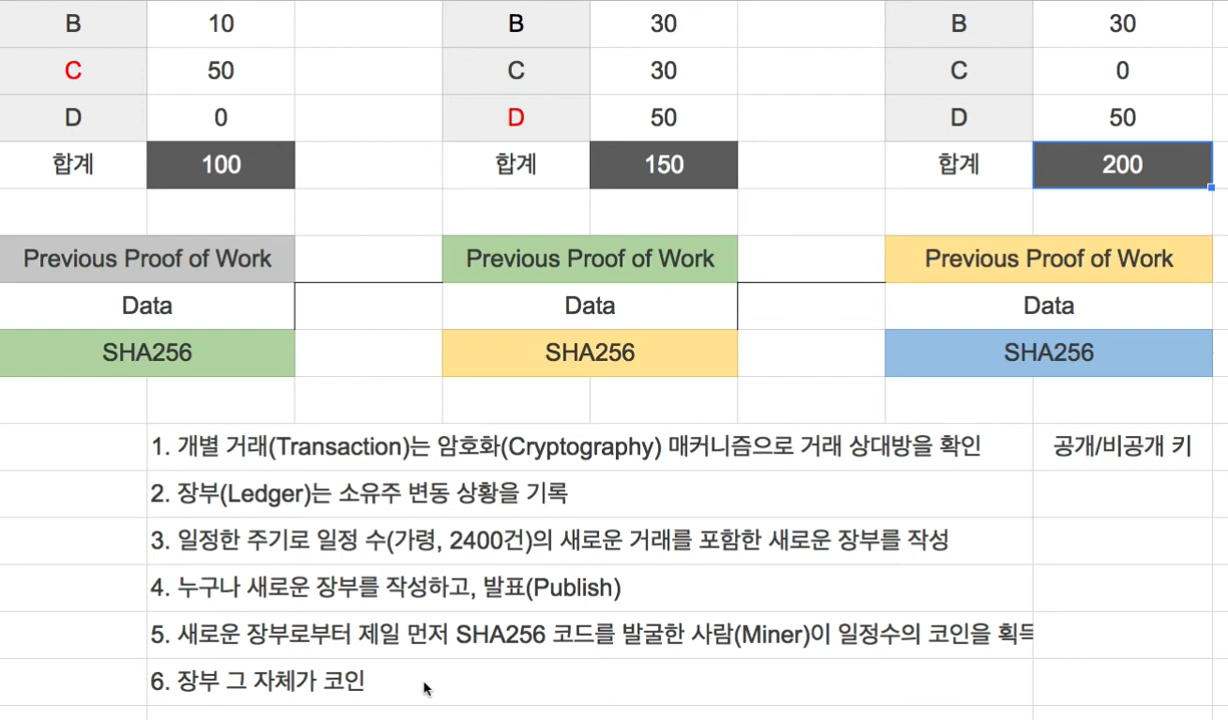 B 10 B 30 B 30
C 50 C 30 C 0
D 0 D 50 D 50
합계 100 합계 150 합계 200
Previous Proof of Work Previous Proof of Work Previous Proof of Work
Data Data Data
SHA256 SHA256 SHA256
1. 개별 거래(Transaction)는 암호화(Cryptography) 매커니즘으로 거래 상대방을 확인 공개/비공개 키
2. 장부(Ledger)는 소유주 변동 상황을 기록
3. 일정한 주기로 일정 수(가령, 2400건)의 새로운 거래를 포함한 새로운 장부를 작성
4. 누구나 새로운 장부를 작성하고, 발표(Publish)
5. 새로운 장부로부터 제일 먼저 SHA256 코드를 발굴한 사람(Miner)이 일정수의 코인을 획득
6. 장부 그 자체가 코인